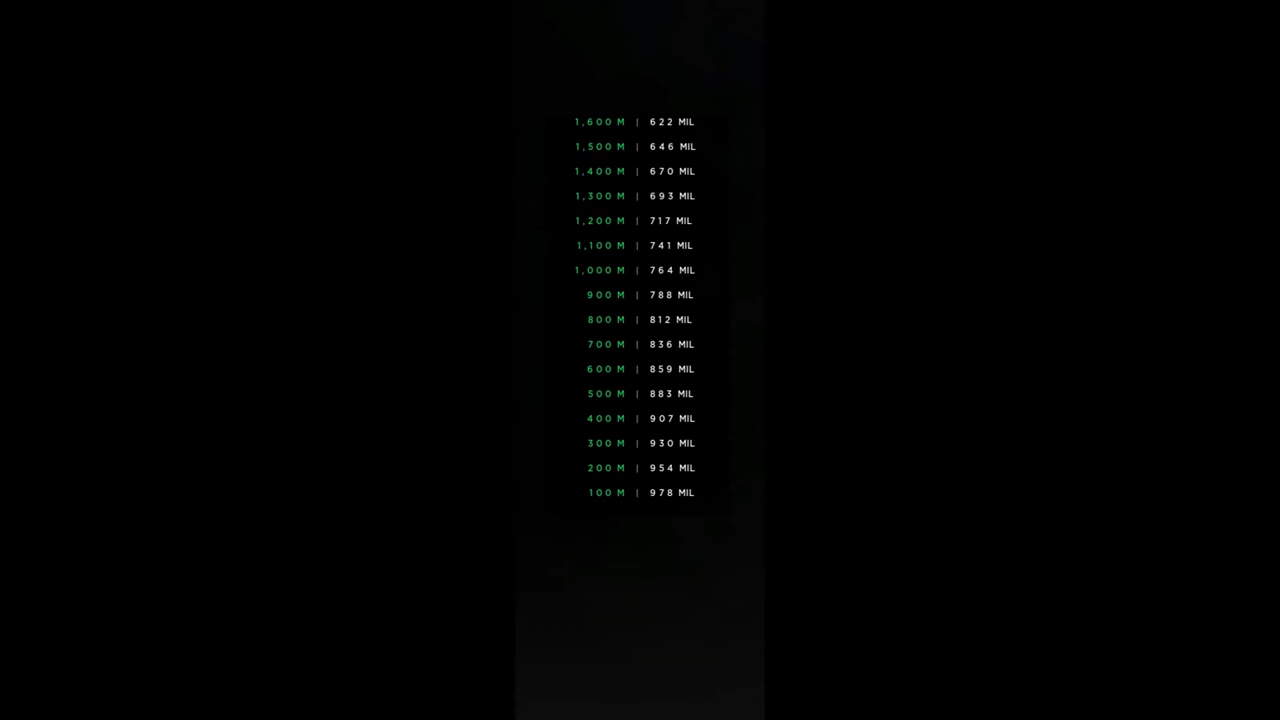 1,600 M | 622 MIL
1,500 M | 646 MIL
1,400 M | 670 MIL
1,300 M | 693 MIL
1,200 M | 717 MIL
1,100 M | 741 MIL
1,000 M | 764 MIL
900 M | 788 MIL
800 M | 812 MIL
700 M | 836 MIL
600 M | 859 MIL
500 M | 883 MIL
400 M | 907 MIL
300 M | 930 MIL
200 M | 954 MIL
100 M | 978 MIL